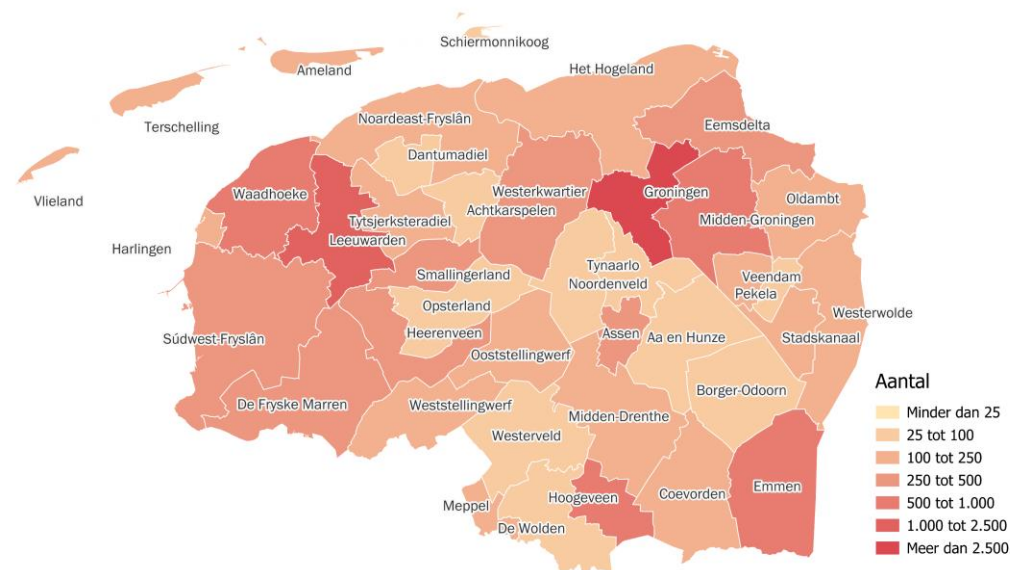 Schiermonnikoog
Ameland
Het Hogeland
Terschelling
Noardeast-Fryslân
Eemsdelta
Dantumadiel
Vlieland
Waadhoeke
Westerkwartier
Groningen
Oldambt
Achtkarspelen
Tytsjerksteradiel
Midden-Groningen
Leeuwarden
Harlingen
Tynaarlo
Smallingerland
Veendam
Noordenveld
Pekela
Opsterland
Westerwolde
Heerenveen
Assen
Aa en Hunze
Stadskanaal
Súdwest-Fryslân
Ooststellingwerf
Borger-Odoorn
De Fryske Marren
Weststellingwerf
Midden-Drenthe
Westerveld
Emmen
Coevorden
Hoogeveen
Meppel
De Wolden
Aantal
Minder dan 25
25 tot 100
100 tot 250
250 tot 500
500 tot 1.000
1.000 tot 2.500
Meer dan 2.500